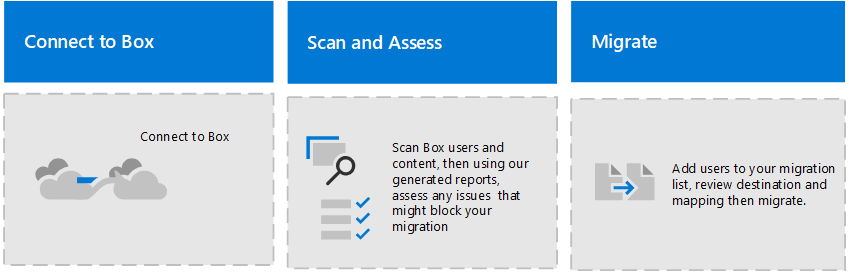 Connect to Box
Scan and Assess
Migrate
Connect to Box
Scan Box users and
content, then using our
generated reports,
assess any issues that
might block your
migration
Add users to your migration
list, review destination and
mapping then migrate.